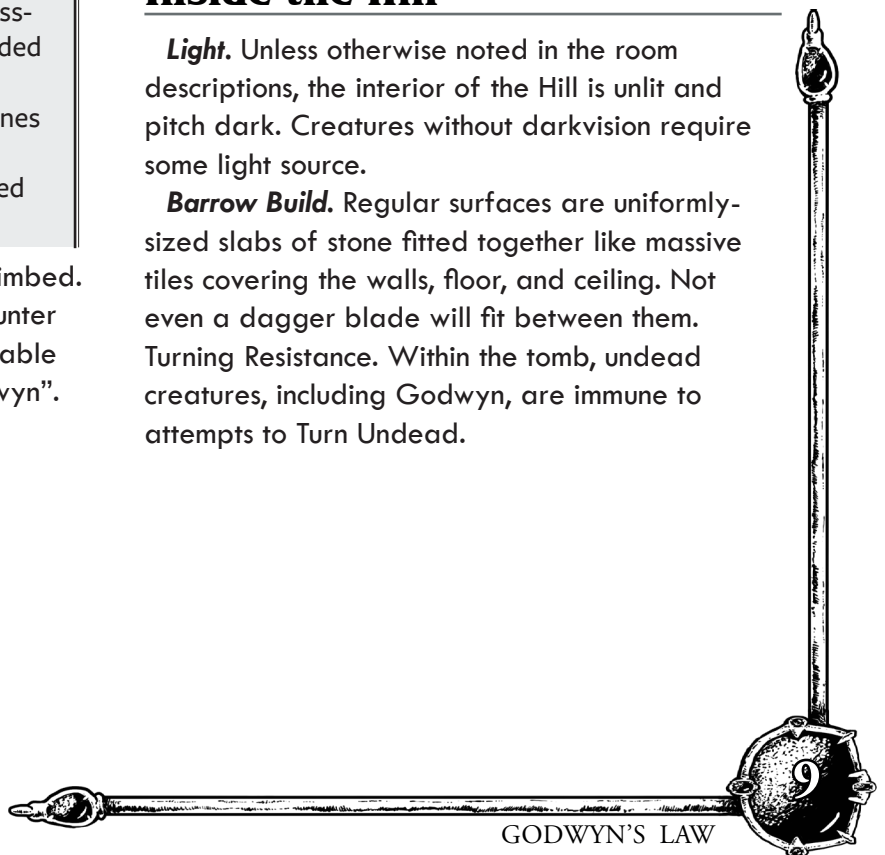 ss-
ded
nes
ed
imbed.
unter
able
wyn”.
Inside the Hill
Light. Unless otherwise noted in the room
descriptions, the interior of the Hill is unlit and
pitch dark. Creatures without darkvision require
some light source.
Barrow Build. Regular surfaces are uniformly-
sized slabs of stone fitted together like massive
tiles covering the walls, floor, and ceiling. Not
even a dagger blade will fit between them.
Turning Resistance. Within the tomb, undead
creatures, including Godwyn, are immune to
attempts to Turn Undead.
9
GODWYN’S LAW